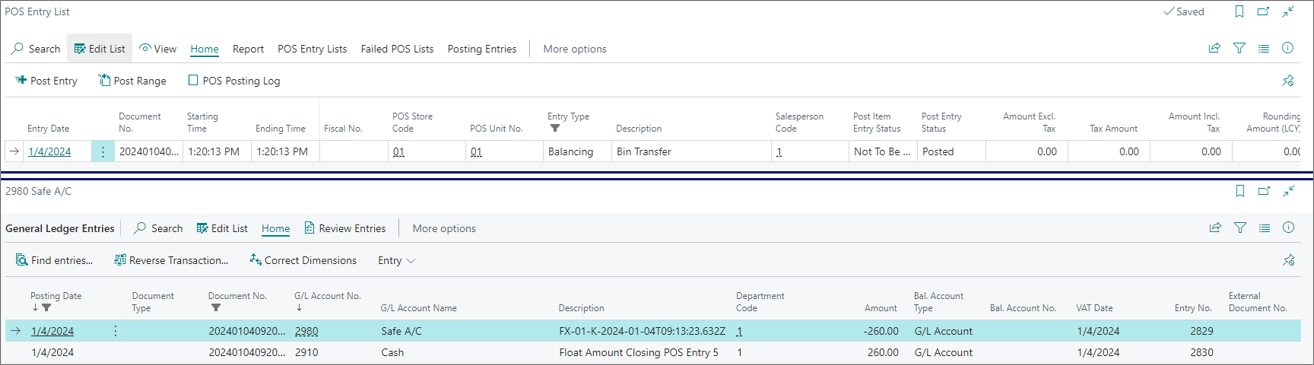 POS Entry List
Saved
Search Edit List View Home Report POS Entry Lists Failed POS Lists Posting Entries More options
Post Entry Post Range POS Posting Log
Entry Date Document No. Starting Time Ending Time Fiscal No. POS Store Code POS Unit No. Entry Type Description Salesperson Code Post Item Entry Status Post Entry Status Amount Excl. Tax Tax Amount Amount Incl. Tax Rounding Amount (LCY)
1/4/2024 202401040... 1:20:13 PM 1:20:13 PM 01 01 Balancing Bin Transfer 1 Not To Be ... Posted 0.00 0.00 0.00 0.00
2980 Safe A/C
General Ledger Entries Search Edit List Home Review Entries More options
Find entries... Reverse Transaction... Correct Dimensions Entry
Posting Date Document Type Document No. G/L Account No. G/L Account Name Description Department Code Amount Bal. Account Type Bal. Account No. VAT Date Entry No. External Document No.
1/4/2024 202401040920... 2980 Safe A/C FX-01-K-2024-01-04T09:13:23.632Z 1 -260.00 G/L Account 1/4/2024 2829
1/4/2024 202401040920... 2910 Cash Float Amount Closing POS Entry 5 1 260.00 G/L Account 1/4/2024 2830